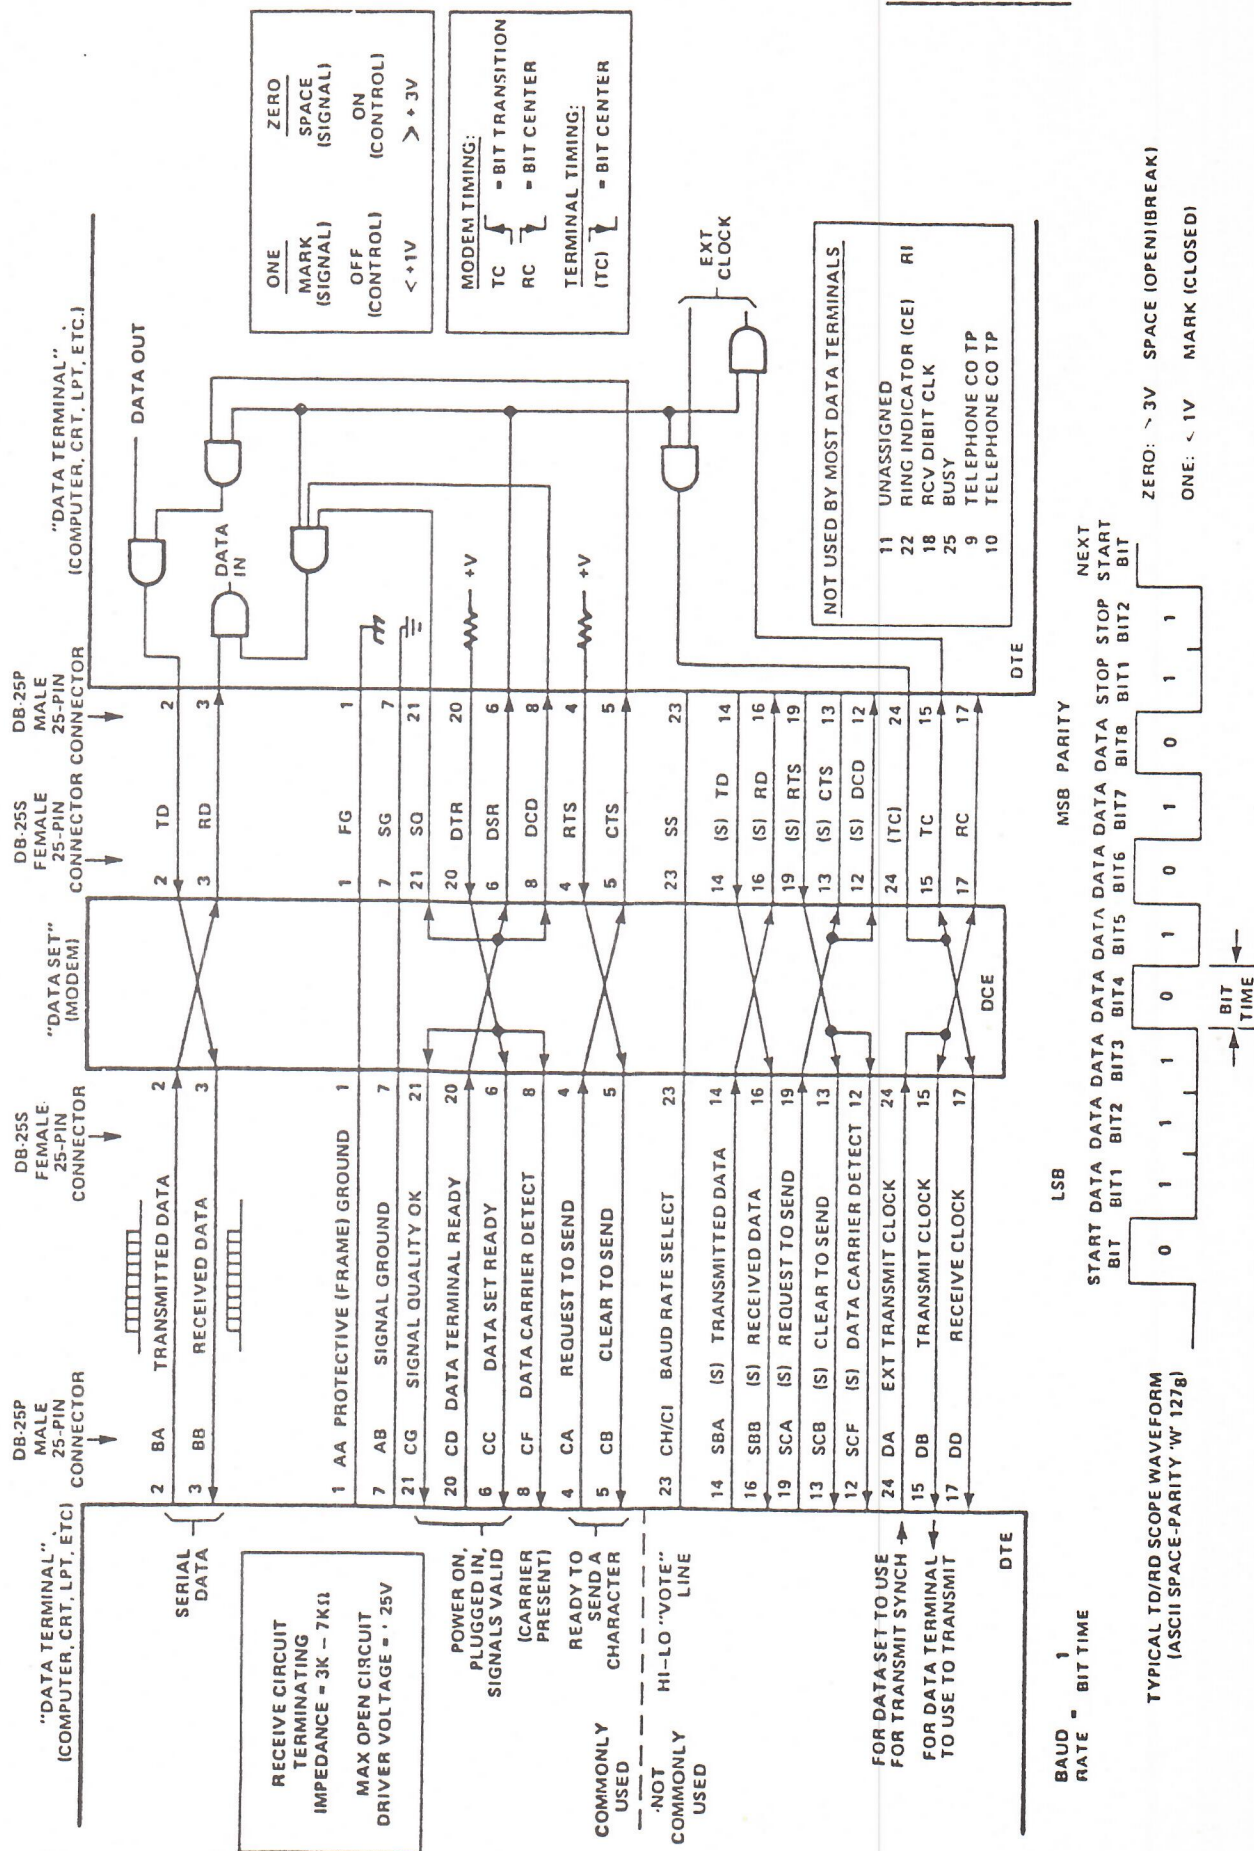 "DATA TERMINAL"
(COMPUTER, CRT, LPT, ETC)
DB-25P
MALE
25-PIN
CONNECTOR
DB-25S
FEMALE
25-PIN
CONNECTOR
"DATA SET"
(MODEM)
DB-25S
FEMALE
25-PIN
CONNECTOR
DB-25P
MALE
25-PIN
CONNECTOR
"DATA TERMINAL"
(COMPUTER, CRT, LPT, ETC.)
SERIAL
DATA
2 BA TRANSMITTED DATA 2
3 BB RECEIVED DATA 3
1 AA PROTECTIVE (FRAME) GROUND 1
7 AB SIGNAL GROUND 7
21 CG SIGNAL QUALITY OK 21
20 CD DATA TERMINAL READY 20
6 CC DATA SET READY 6
8 CF DATA CARRIER DETECT 8
4 CA REQUEST TO SEND 4
5 CB CLEAR TO SEND 5
23 CH/CI BAUD RATE SELECT 23
14 SBA (S) TRANSMITTED DATA 14
16 SBB (S) RECEIVED DATA 16
19 SCA (S) REQUEST TO SEND 19
13 SCB (S) CLEAR TO SEND 13
12 SCF (S) DATA CARRIER DETECT 12
24 DA EXT TRANSMIT CLOCK 24
15 DB TRANSMIT CLOCK 15
17 DD RECEIVE CLOCK 17
RECEIVE CIRCUIT
TERMINATING
IMPEDANCE = 3K – 7KΩ
MAX OPEN CIRCUIT
DRIVER VOLTAGE = 25V
POWER ON,
PLUGGED IN,
SIGNALS VALID
(CARRIER
PRESENT)
READY TO
SEND A
CHARACTER
COMMONLY
USED
NOT
COMMONLY
USED
HI-LO "VOTE"
LINE
FOR DATA SET TO USE
FOR TRANSMIT SYNCH
FOR DATA TERMINAL
TO USE TO TRANSMIT
DTE
DCE
2 TD 2
3 RD 3
1 FG 1
7 SG 7
21 SQ 21
20 DTR 20
6 DSR 6
8 DCD 8
4 RTS 4
5 CTS 5
23 SS 23
14 (S) TD 14
16 (S) RD 16
19 (S) RTS 19
13 (S) CTS 13
12 (S) DCD 12
24 (TC) 24
15 TC 15
17 RC 17
DATA OUT
DATA
IN
+V
+V
EXT
CLOCK
DTE
ONE ZERO
MARK SPACE
(SIGNAL) (SIGNAL)
OFF ON
(CONTROL) (CONTROL)
< +1V > + 3V
MODEM TIMING:
TC = BIT TRANSITION
RC = BIT CENTER
TERMINAL TIMING:
(TC) = BIT CENTER
NOT USED BY MOST DATA TERMINALS
11 UNASSIGNED
22 RING INDICATOR (CE) RI
18 RCV DIBIT CLK
25 BUSY
9 TELEPHONE CO TP
10 TELEPHONE CO TP
BAUD
RATE = 1
BIT TIME
TYPICAL TD/RD SCOPE WAVEFORM
(ASCII SPACE-PARITY 'W' 127₈)
LSB MSB PARITY
START DATA DATA DATA DATA DATA DATA DATA DATA STOP STOP NEXT
BIT BIT1 BIT2 BIT3 BIT4 BIT5 BIT6 BIT7 BIT8 BIT1 BIT2 START
BIT
0 1 1 1 0 1 0 1 0 1 1
BIT
TIME
ZERO: > 3V SPACE (OPEN)(BREAK)
ONE: < 1V MARK (CLOSED)